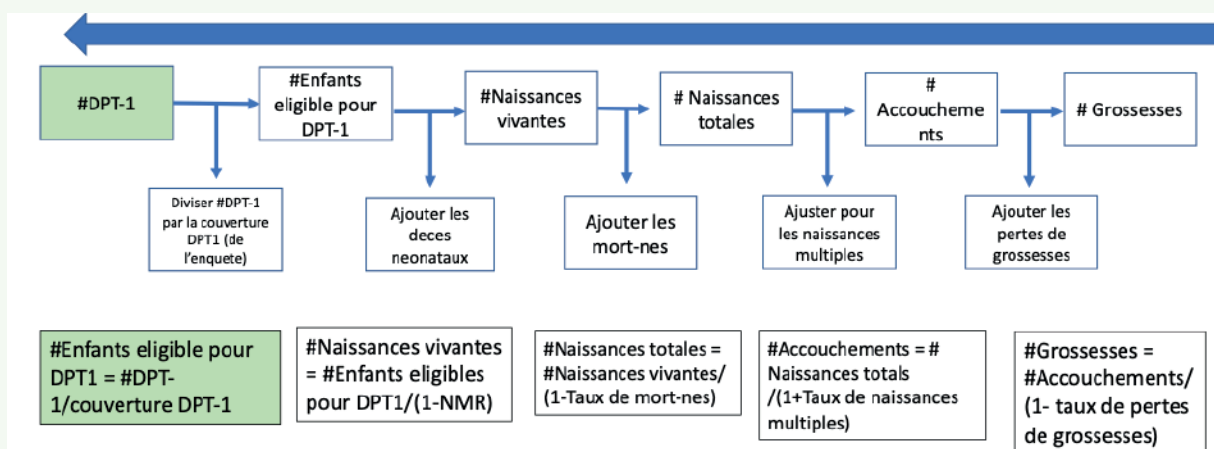 #DPT-1
#Enfants
eligible pour
DPT-1
#Naissances
vivantes
# Naissances
totales
#
Accoucheme
nts
# Grossesses
Diviser #DPT-1
par la couverture
DPT1 (de
l'enquete)
Ajouter les
deces
neonataux
Ajouter les
mort-nes
Ajuster pour
les naissances
multiples
Ajouter les
pertes de
grossesses
#Enfants eligible pour
DPT1 = #DPT-
1/couverture DPT-1
#Naissances vivantes
= #Enfants eligibles
pour DPT1/(1-NMR)
#Naissances totales =
#Naissances vivantes/
(1-Taux de mort-nes)
#Accouchements = #
Naissances totals
/(1+Taux de naissances
multiples)
#Grossesses =
#Accouchements/
(1- taux de pertes
de grossesses)